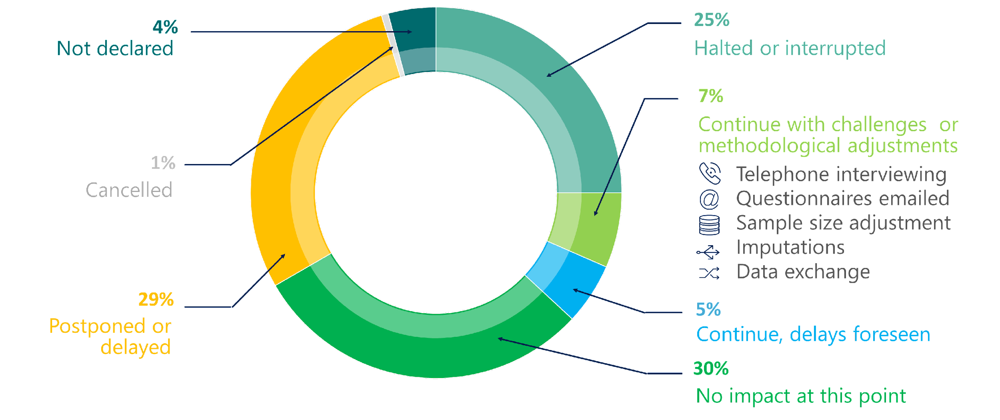 4%
Not declared
1%
Cancelled
29%
Postponed or
delayed
25%
Halted or interrupted
7%
Continue with challenges or
methodological adjustments
Telephone interviewing
@ Questionnaires emailed
Sample size adjustment
Imputations
Data exchange
5%
Continue, delays foreseen
30%
No impact at this point